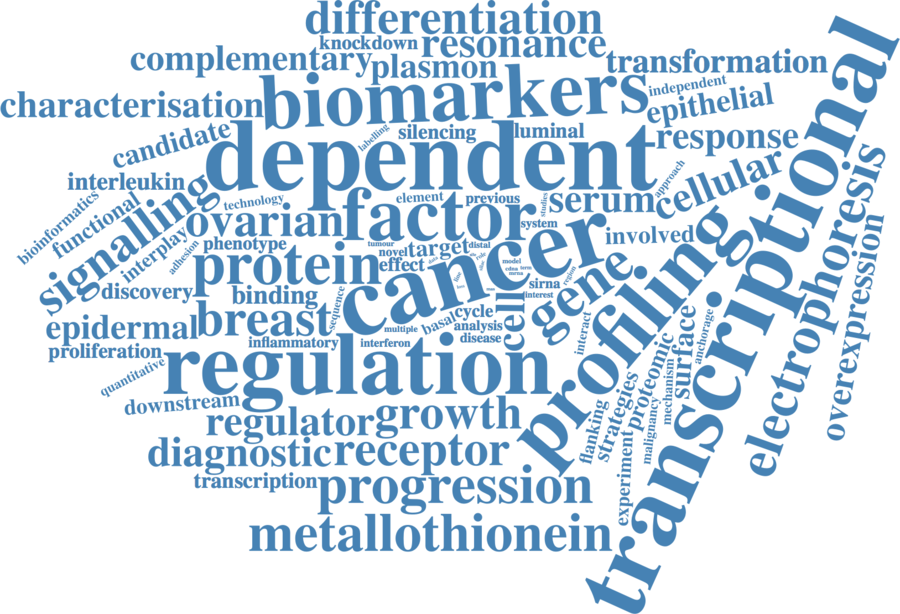 differentiation
knockdown
resonance
complementary
plasmon
transformation
independent
characterisation
biomarkers
epithelial
candidate
labelling
silencing
luminal
response
transcriptional
dependent
interleukin
approach
cellular
bioinformatics
functional
signalling
technology
element
previous
studies
serum
ovarian
factor
system
interplay
phenotype
tumour
novel
target
distal
involved
adhesion
protein
effect
cancer
model
cdna
term
mrna
role
gene
region
sirna
interest
discovery
binding
sequence
cell
profiling
electrophoresis
overexpression
epidermal
breast
multiple
basal
cycle
analysis
disease
interact
proliferation
inflammatory
interferon
anchorage
surface
quantitative
regulation
proteomic
mechanism
downstream
strategies
flanking
malignancy
regulator
growth
experiment
diagnostic
receptor
transcription
progression
metallothionein